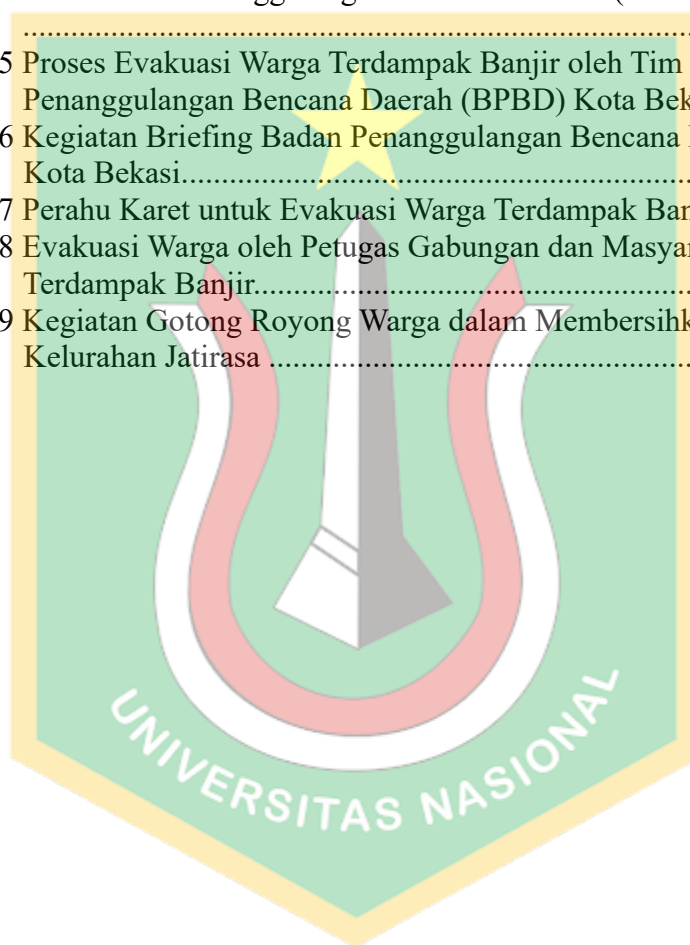 5 Proses Evakuasi Warga Terdampak Banjir oleh Tim
Penanggulangan Bencana Daerah (BPBD) Kota Bek
6 Kegiatan Briefing Badan Penanggulangan Bencana
Kota Bekasi....................................................................
7 Perahu Karet untuk Evakuasi Warga Terdampak Ban
8 Evakuasi Warga oleh Petugas Gabungan dan Masyar
Terdampak Banjir...........................................................
9 Kegiatan Gotong Royong Warga dalam Membersihk
Kelurahan Jatirasa .........................................................
UNIVERSITAS NASIONAL